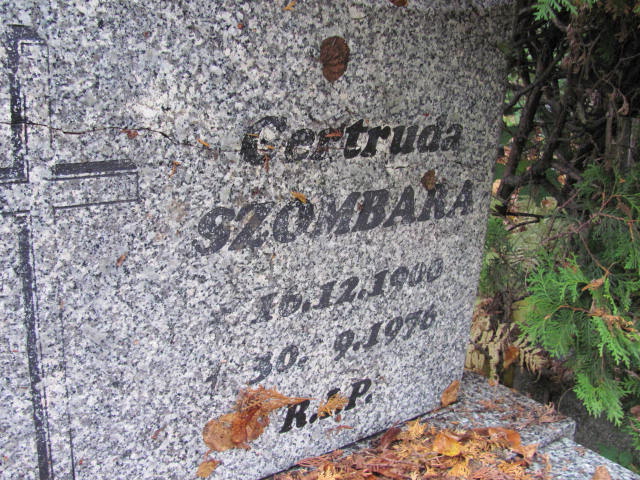 Gertruda
SZOMBARA
16.12.1900
30. 9.1976
R.I.P.